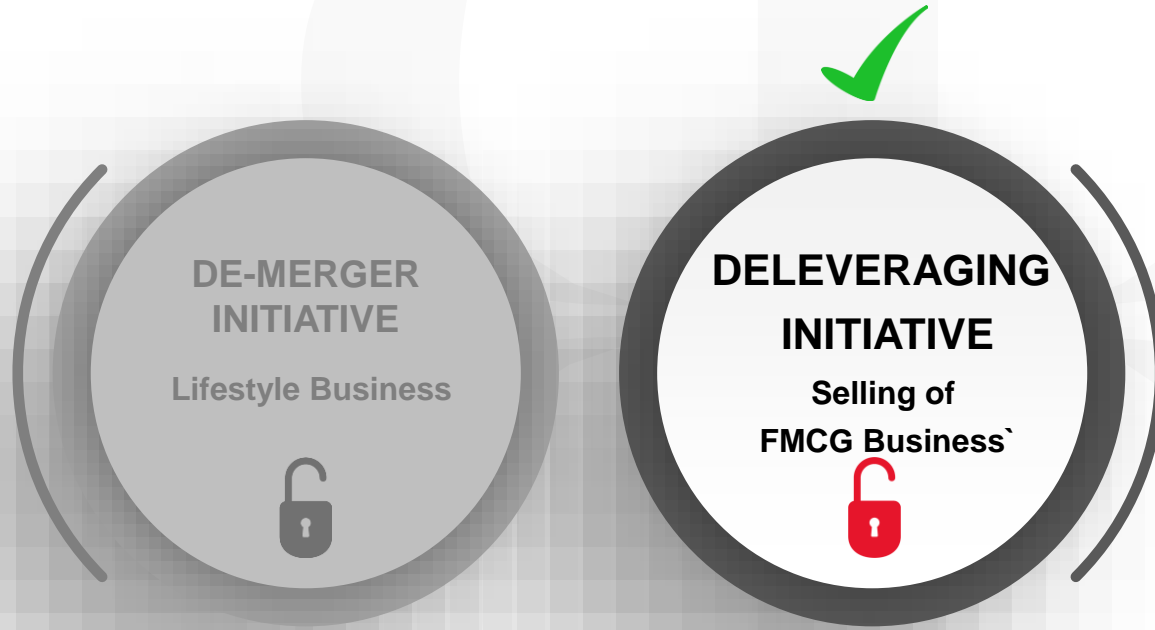 DE-MERGER
INITIATIVE
Lifestyle Business
DELEVERAGING
INITIATIVE
Selling of
FMCG Business`